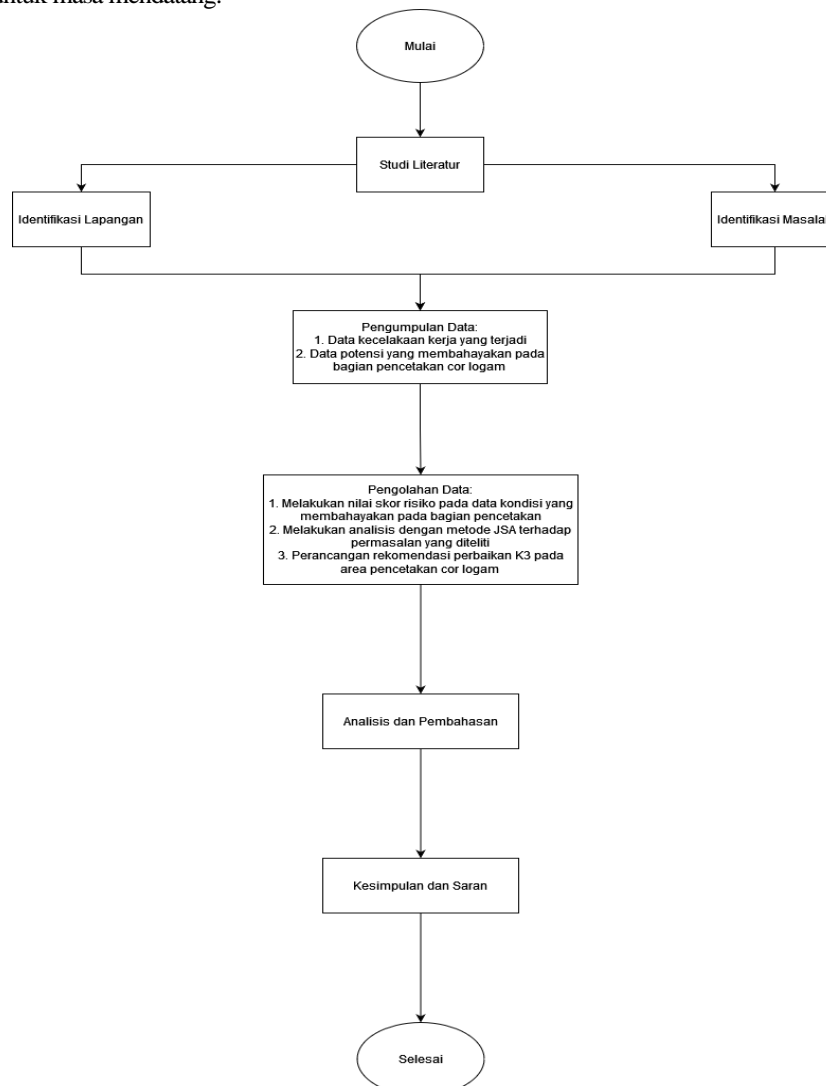 untuk masa mendatang.
Mulai
Studi Literatur
Identifikasi Lapangan
Identifikasi Masalal
Pengumpulan Data:
1. Data kecelakaan kerja yang terjadi
2. Data potensi yang membahayakan pada
bagian pencetakan cor logam
Pengolahan Data:
1. Melakukan nilai skor risiko pada data kondisi yang
membahayakan pada bagian pencetakan
2. Melakukan analisis dengan metode JSA terhadap
permasalan yang diteliti
3. Perancangan rekomendasi perbaikan K3 pada
area pencetakan cor logam
Analisis dan Pembahasan
Kesimpulan dan Saran
Selesai